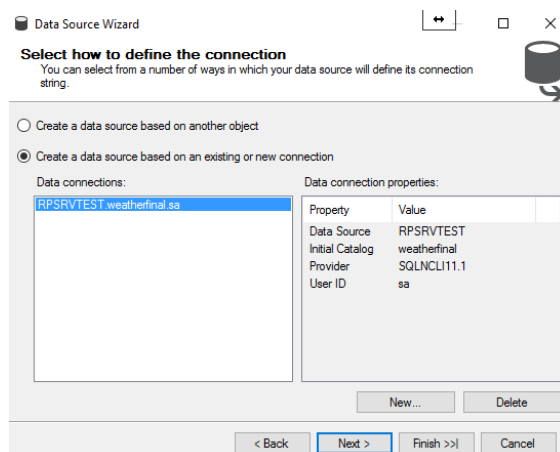 Data Source Wizard
Select how to define the connection
You can select from a number of ways in which your data source will define its connection
string.
Create a data source based on another object
Create a data source based on an existing or new connection
Data connections:
Data connection properties:
RPSRVTEST.weatherfinal.sa
Property Value
Data Source RPSRVTEST
Initial Catalog weatherfinal
Provider SQLNCLI11.1
User ID sa
New... Delete
< Back Next > Finish >>| Cancel